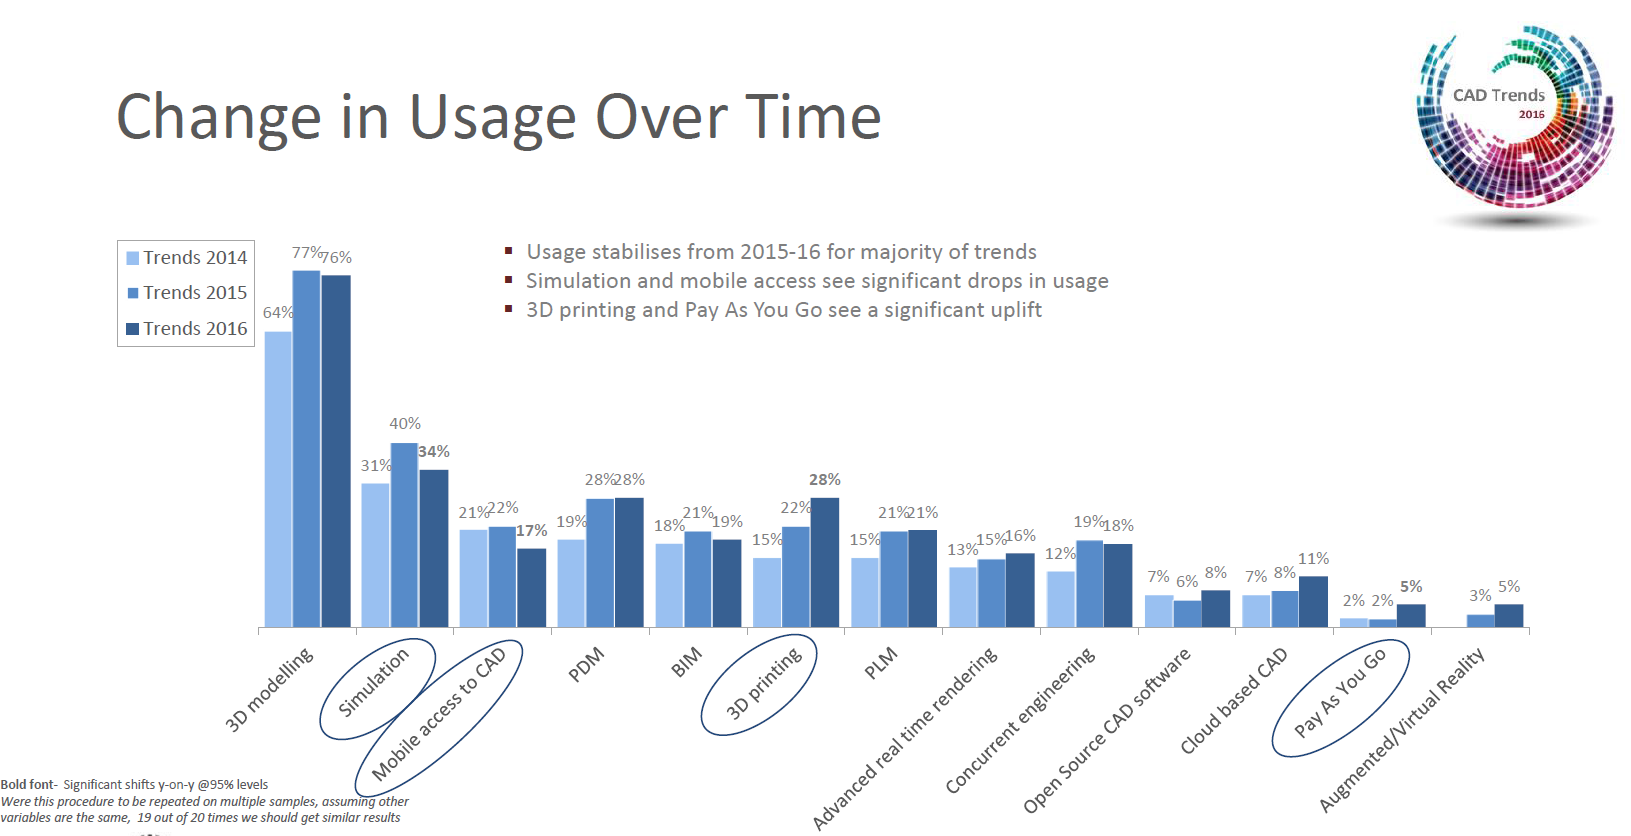 CAD Trends
2016
Change in Usage Over Time
Trends 2014
Trends 2015
Trends 2016
▪ Usage stabilises from 2015-16 for majority of trends
▪ Simulation and mobile access see significant drops in usage
▪ 3D printing and Pay As You Go see a significant uplift
64% 77% 76%
31% 40% 34%
21% 22% 17%
19% 28% 28%
18% 21% 19%
15% 22% 28%
15% 21% 21%
13% 15% 16%
12% 19% 18%
7% 6% 8%
7% 8% 11%
2% 2% 5%
3% 5%
3D modelling
Simulation
Mobile access to CAD
PDM
BIM
3D printing
PLM
Advanced real time rendering
Concurrent engineering
Open Source CAD software
Cloud based CAD
Pay As You Go
Augmented/Virtual Reality
Bold font- Significant shifts y-on-y @95% levels
Were this procedure to be repeated on multiple samples, assuming other
variables are the same, 19 out of 20 times we should get similar results